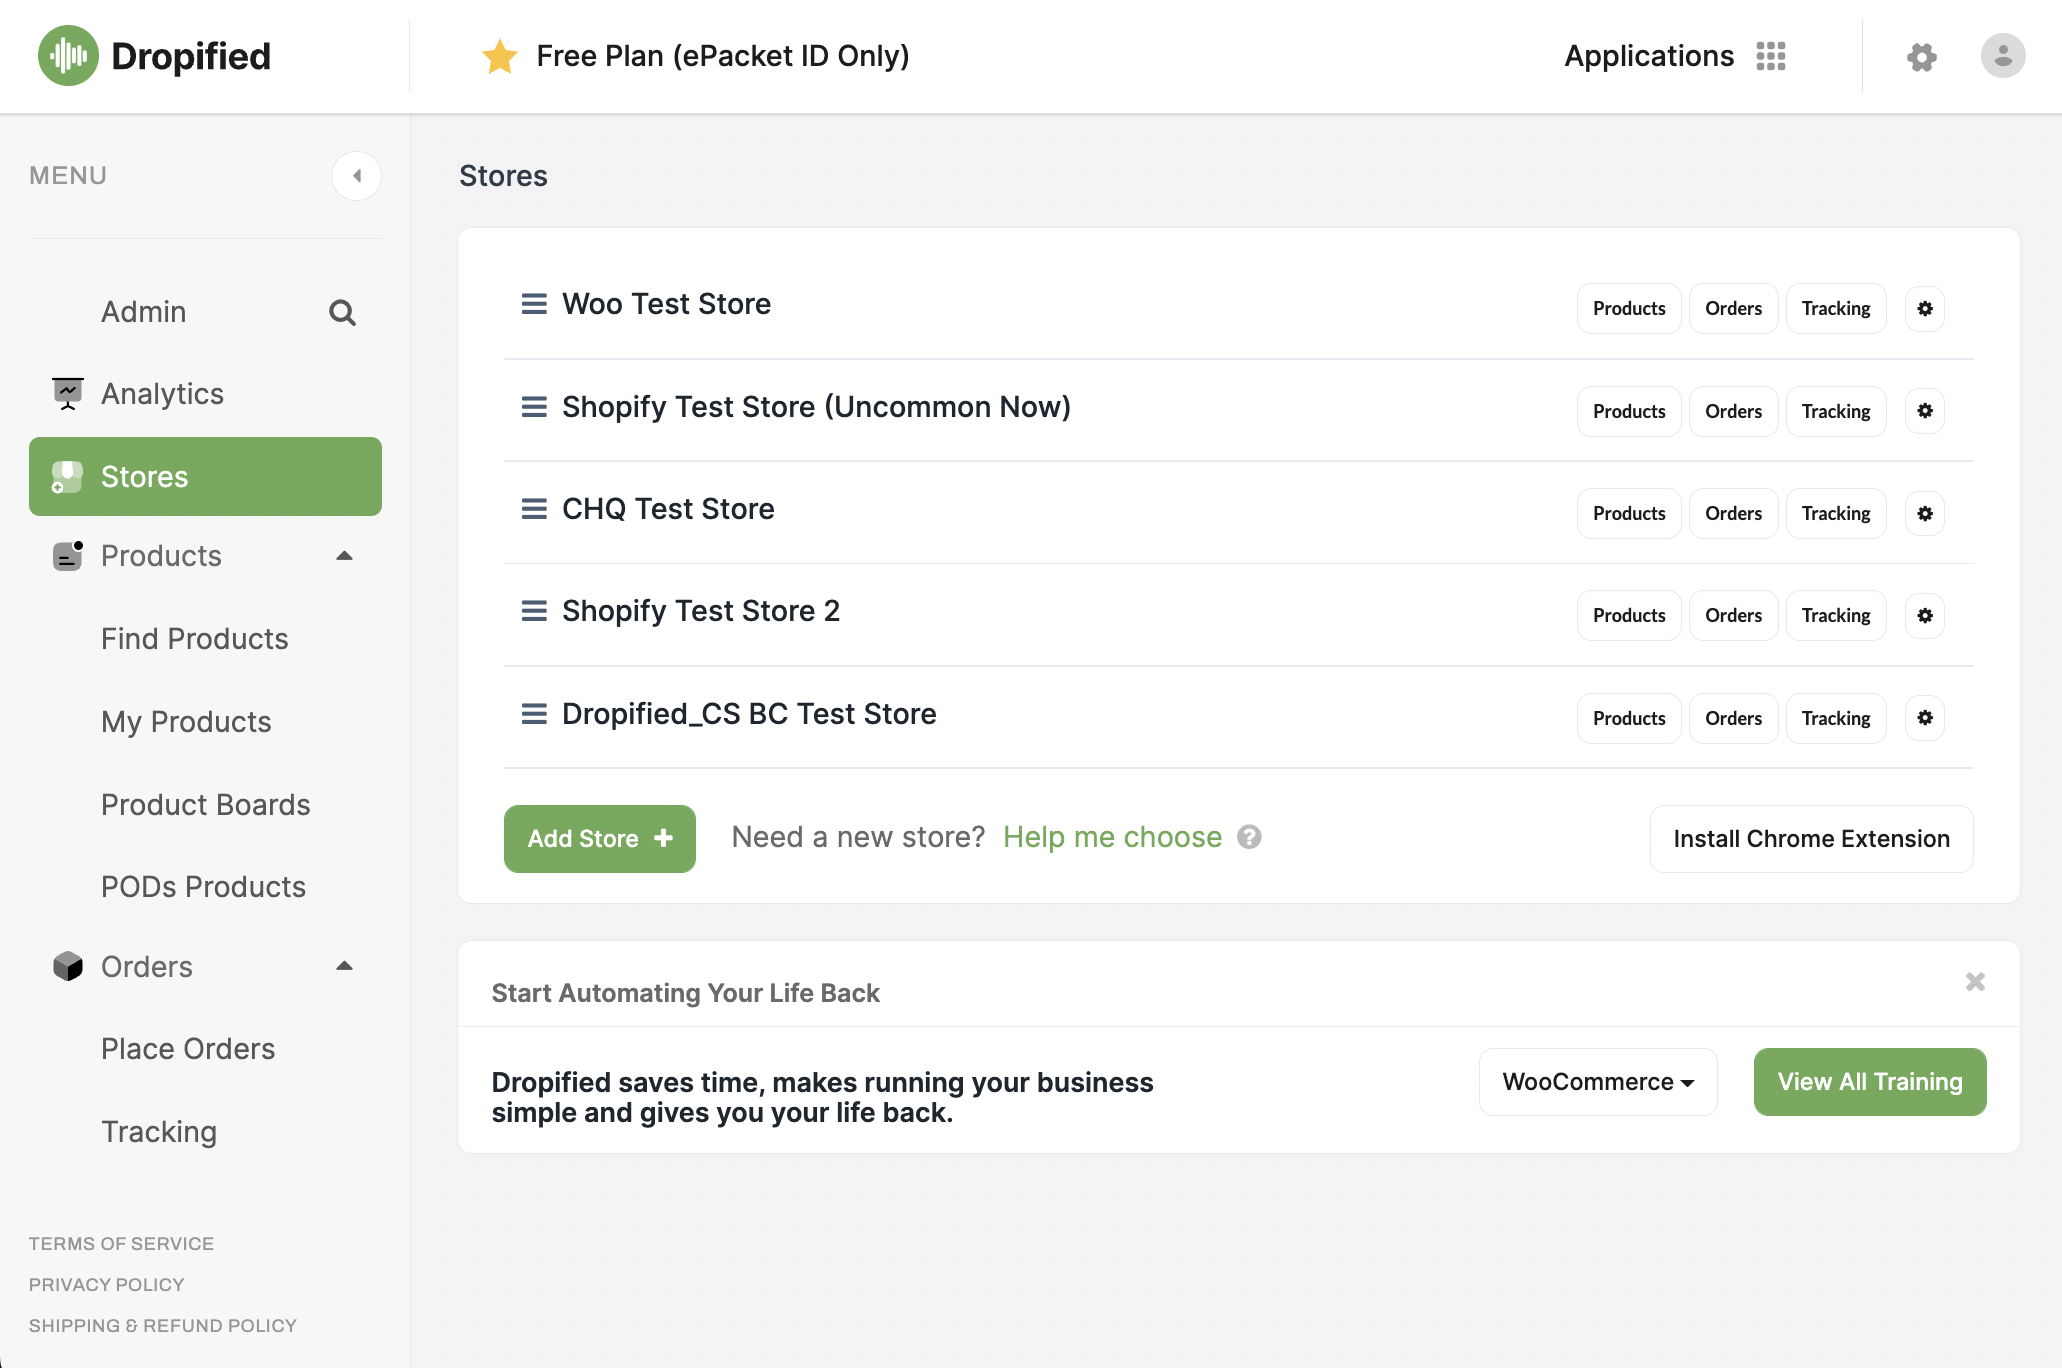 Dropified
Free Plan (ePacket ID Only)
Applications
MENU
Admin
Analytics
Stores
Products
Find Products
My Products
Product Boards
PODs Products
Orders
Place Orders
Tracking
TERMS OF SERVICE
PRIVACY POLICY
SHIPPING & REFUND POLICY
Stores
Woo Test Store Products Orders Tracking
Shopify Test Store (Uncommon Now) Products Orders Tracking
CHQ Test Store Products Orders Tracking
Shopify Test Store 2 Products Orders Tracking
Dropified_CS BC Test Store Products Orders Tracking
Add Store + Need a new store? Help me choose ? Install Chrome Extension
Start Automating Your Life Back
Dropified saves time, makes running your business
simple and gives you your life back.
WooCommerce
View All Training